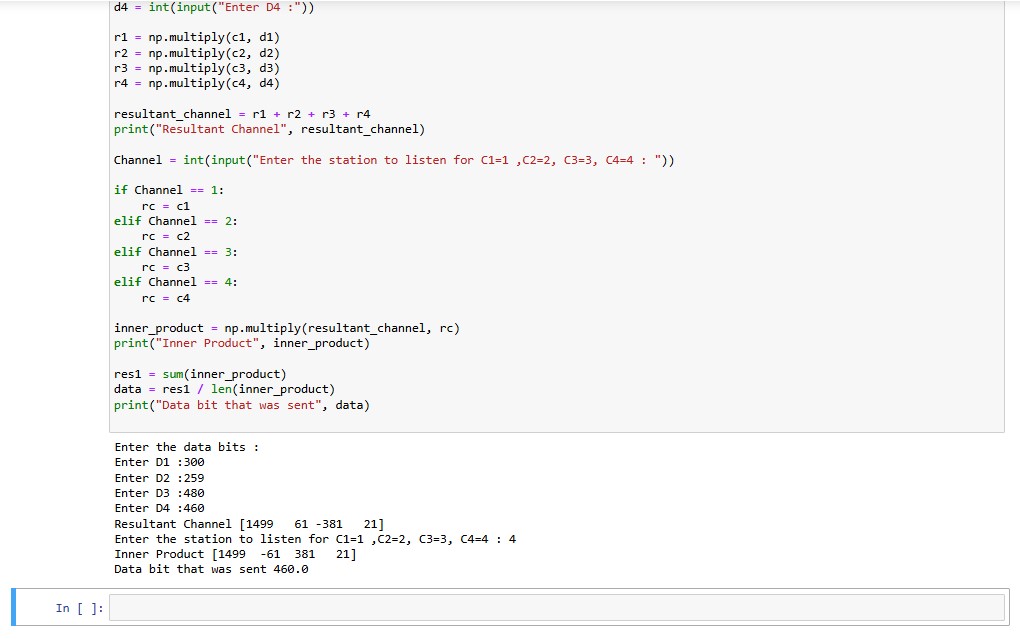 d4 = int(input("Enter D4 :"))
r1 = np.multiply(c1, d1)
r2 = np.multiply(c2, d2)
r3 = np.multiply(c3, d3)
r4 = np.multiply(c4, d4)
resultant_channel = r1 + r2 + r3 + r4
print("Resultant Channel", resultant_channel)
Channel = int(input("Enter the station to listen for C1=1 ,C2=2, C3=3, C4=4 : "))
if Channel == 1:
    rc = c1
elif Channel == 2:
    rc = c2
elif Channel == 3:
    rc = c3
elif Channel == 4:
    rc = c4
inner_product = np.multiply(resultant_channel, rc)
print("Inner Product", inner_product)
res1 = sum(inner_product)
data = res1 / len(inner_product)
print("Data bit that was sent", data)
Enter the data bits :
Enter D1 :300
Enter D2 :259
Enter D3 :480
Enter D4 :460
Resultant Channel [1499   61 -381   21]
Enter the station to listen for C1=1 ,C2=2, C3=3, C4=4 : 4
Inner Product [1499  -61  381   21]
Data bit that was sent 460.0
In [ ]: